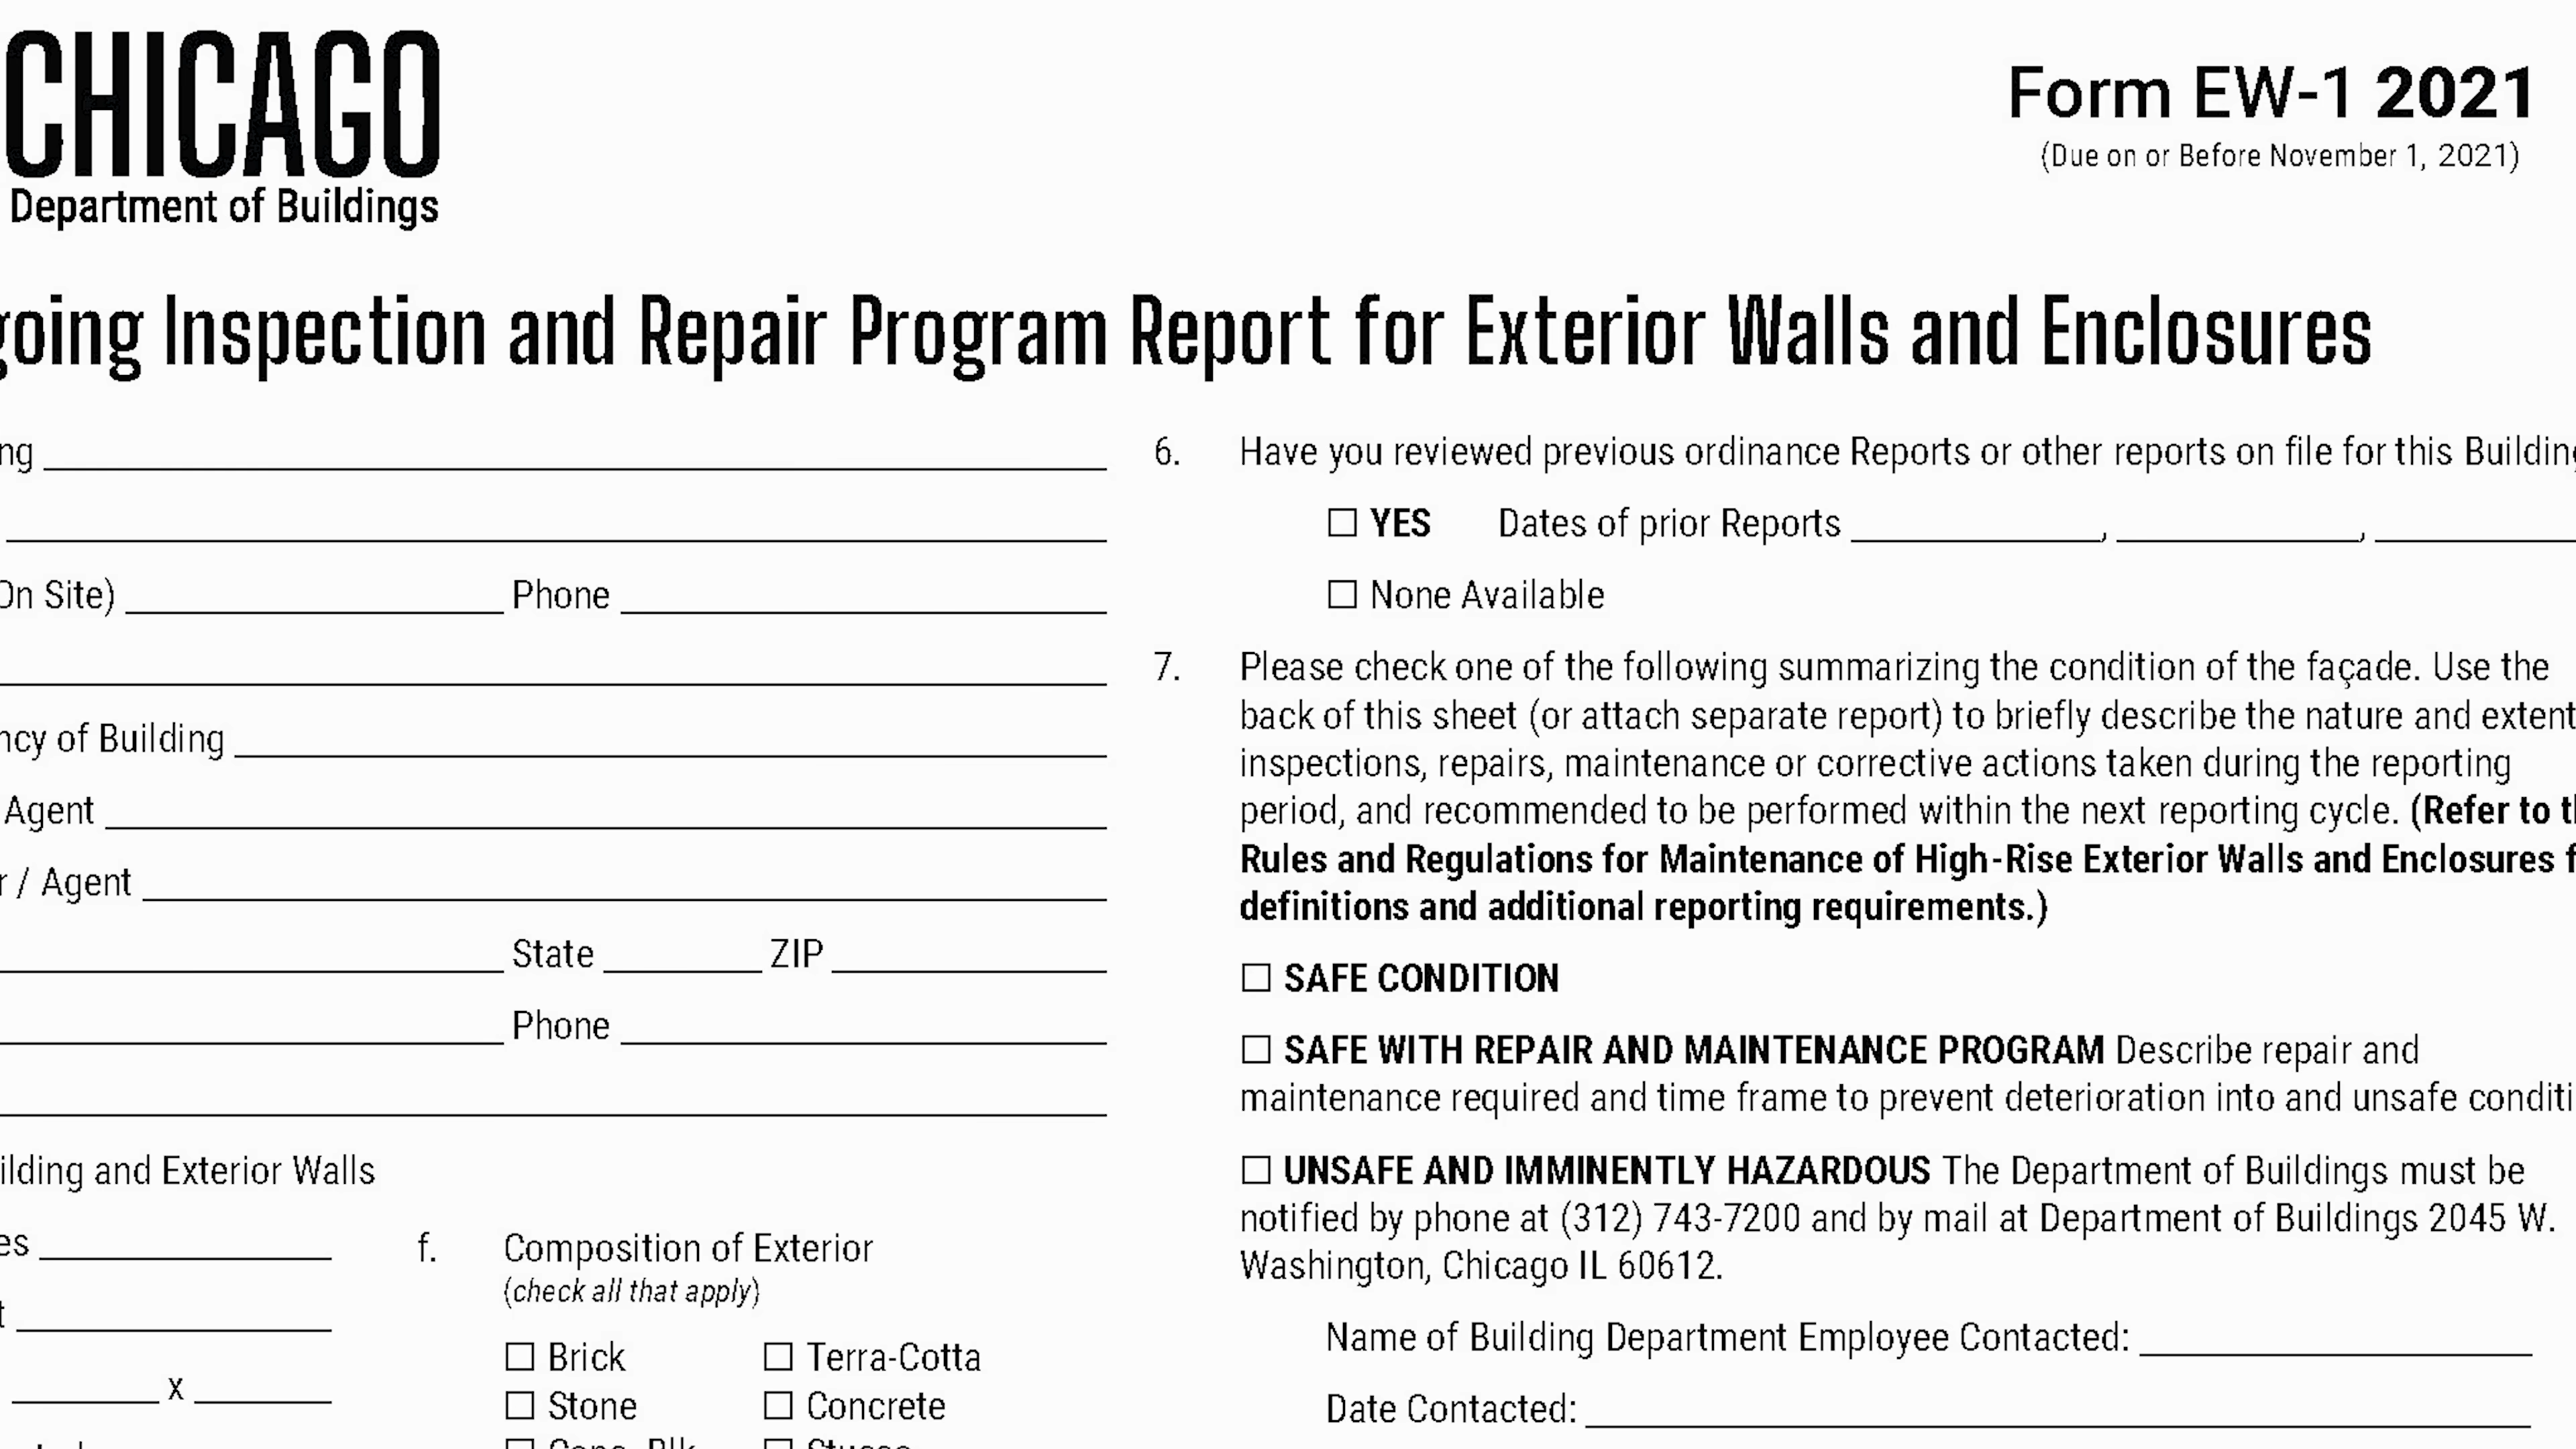 CHICAGO
Department of Buildings
Form EW-1 2021
(Due on or Before November 1, 2021)
going Inspection and Repair Program Report for Exterior Walls and Enclosures
ng
On Site) Phone
ncy of Building
Agent
r / Agent
State ZIP
Phone
ilding and Exterior Walls
es
t
x
f. Composition of Exterior
(check all that apply)
☐ Brick ☐ Terra-Cotta
☐ Stone ☐ Concrete
6. Have you reviewed previous ordinance Reports or other reports on file for this Building
☐ YES Dates of prior Reports , ,
☐ None Available
7. Please check one of the following summarizing the condition of the façade. Use the
back of this sheet (or attach separate report) to briefly describe the nature and extent
inspections, repairs, maintenance or corrective actions taken during the reporting
period, and recommended to be performed within the next reporting cycle. (Refer to th
Rules and Regulations for Maintenance of High-Rise Exterior Walls and Enclosures f
definitions and additional reporting requirements.)
☐ SAFE CONDITION
☐ SAFE WITH REPAIR AND MAINTENANCE PROGRAM Describe repair and
maintenance required and time frame to prevent deterioration into and unsafe conditi
☐ UNSAFE AND IMMINENTLY HAZARDOUS The Department of Buildings must be
notified by phone at (312) 743-7200 and by mail at Department of Buildings 2045 W.
Washington, Chicago IL 60612.
Name of Building Department Employee Contacted:
Date Contacted: